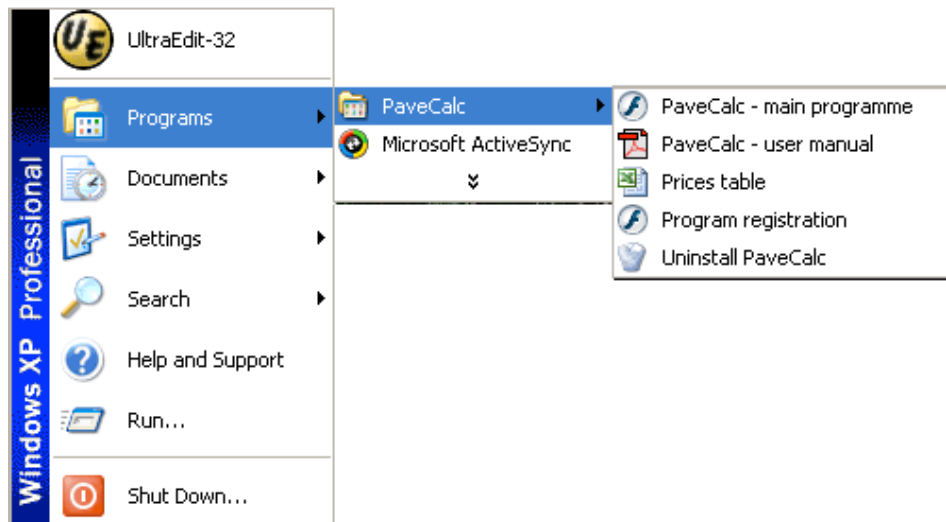 UltraEdit-32
Programs
Documents
Settings
Search
Help and Support
Run...
Shut Down...
Windows XP Professional
PaveCalc
Microsoft ActiveSync
PaveCalc - main programme
PaveCalc - user manual
Prices table
Program registration
Uninstall PaveCalc